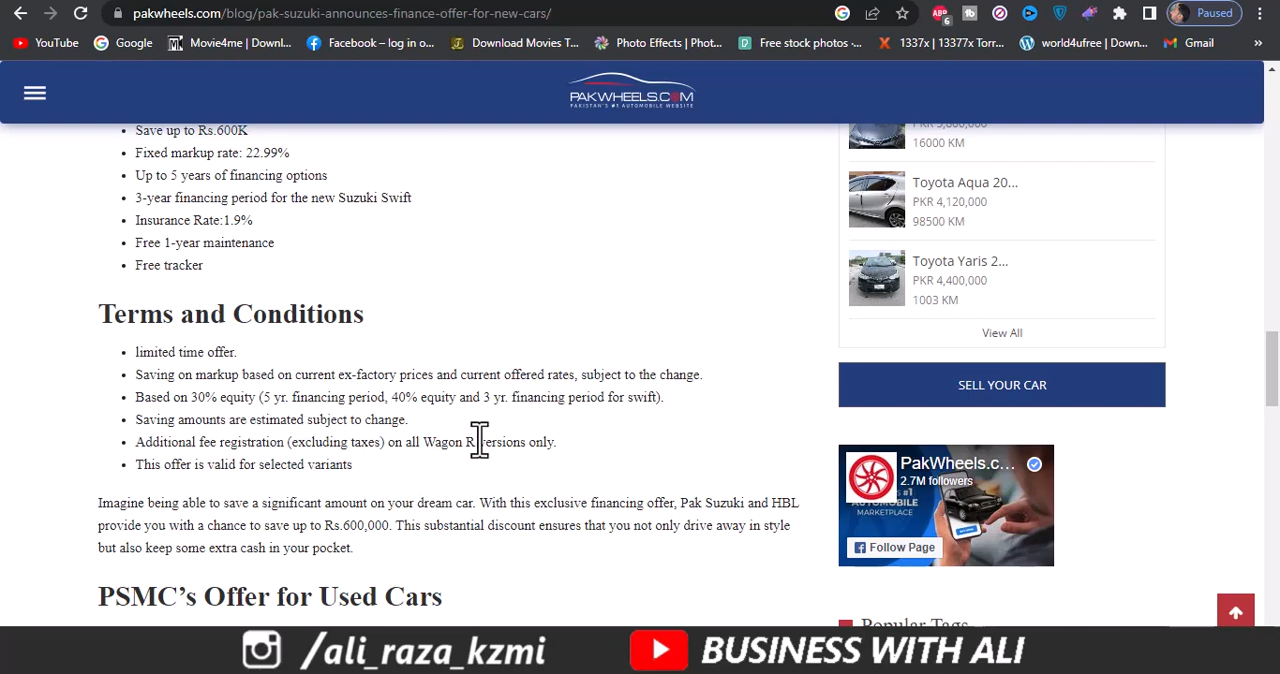 pakwheels.com/blog/pak-suzuki-announces-finance-offer-for-new-cars/
6
Paused
YouTube
Google
Movie4me | Downl...
Facebook – log in o...
Download Movies T...
Photo Effects | Phot...
Free stock photos -...
1337x | 13377x Torr...
world4ufree | Down...
Gmail
PAKWHEELS.COM
PAKISTAN'S #1 AUTOMOBILE WEBSITE
Save up to Rs.600K
Fixed markup rate: 22.99%
Up to 5 years of financing options
3-year financing period for the new Suzuki Swift
Insurance Rate:1.9%
Free 1-year maintenance
Free tracker
Terms and Conditions
limited time offer.
Saving on markup based on current ex-factory prices and current offered rates, subject to the change.
Based on 30% equity (5 yr. financing period, 40% equity and 3 yr. financing period for swift).
Saving amounts are estimated subject to change.
Additional fee registration (excluding taxes) on all Wagon R versions only.
This offer is valid for selected variants
Imagine being able to save a significant amount on your dream car. With this exclusive financing offer, Pak Suzuki and HBL
provide you with a chance to save up to Rs.600,000. This substantial discount ensures that you not only drive away in style
but also keep some extra cash in your pocket.
PSMC’s Offer for Used Cars
16000 KM
Toyota Aqua 20...
PKR 4,120,000
98500 KM
Toyota Yaris 2...
PKR 4,400,000
1003 KM
View All
SELL YOUR CAR
PakWheels.c...
2.7M followers
MARKETPLACE
Follow Page
Popular Tags
/ali_raza_kzmi
BUSINESS WITH ALI